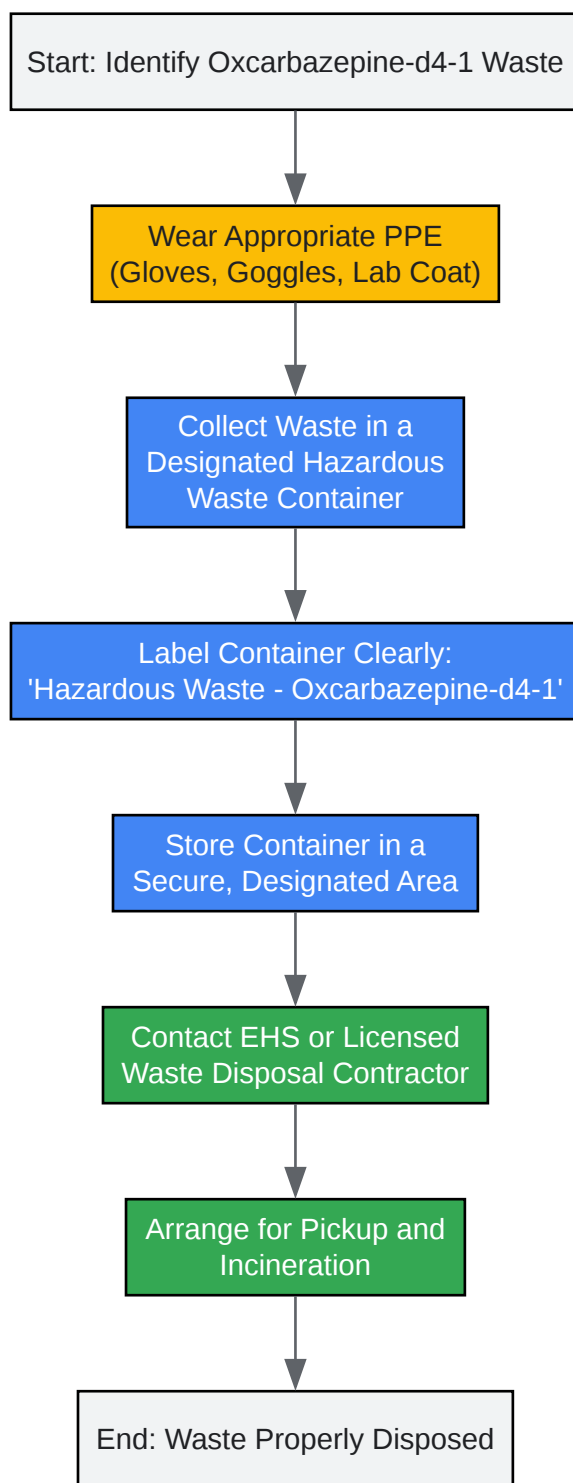 Start: Identify Oxcarbazepine-d4-1 Waste
Wear Appropriate PPE
(Gloves, Goggles, Lab Coat)
Collect Waste in a
Designated Hazardous
Waste Container
Label Container Clearly:
'Hazardous Waste - Oxcarbazepine-d4-1'
Store Container in a
Secure, Designated Area
Contact EHS or Licensed
Waste Disposal Contractor
Arrange for Pickup and
Incineration
End: Waste Properly Disposed